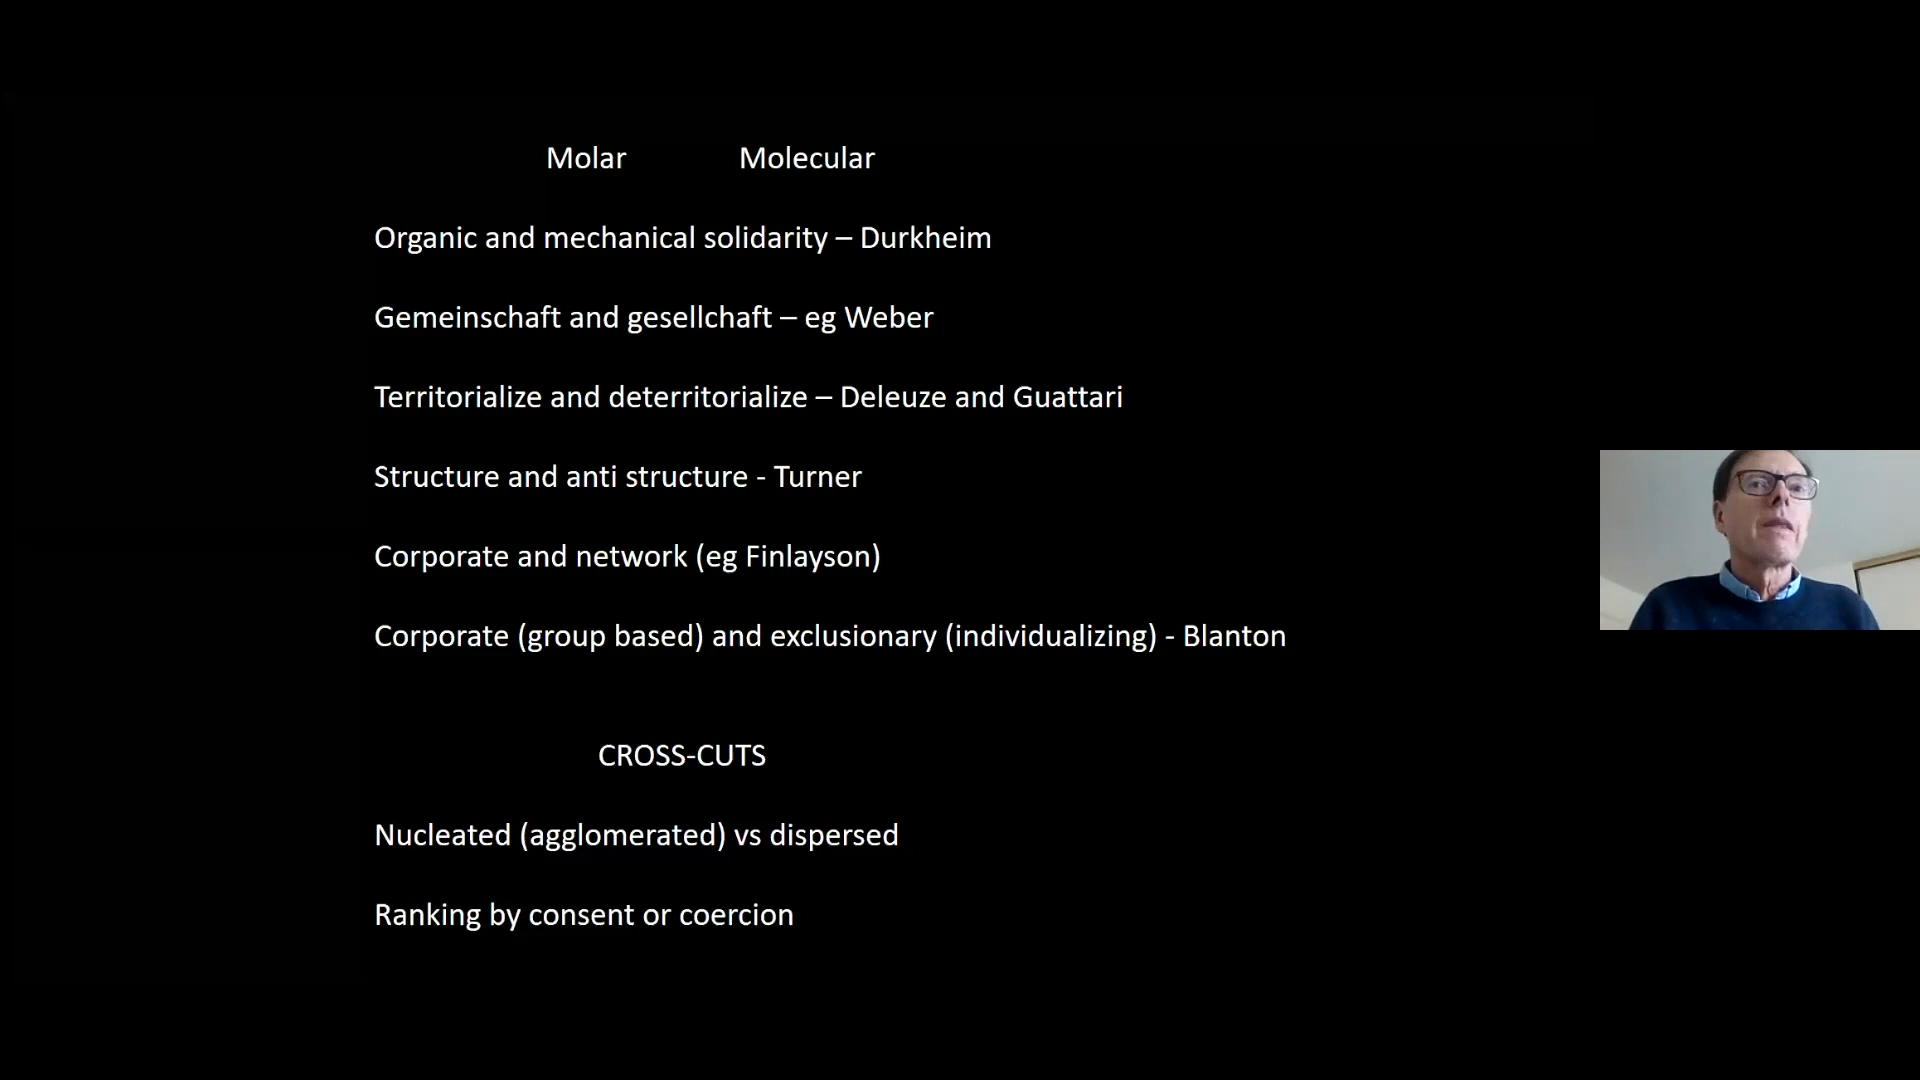 Molar Molecular
Organic and mechanical solidarity – Durkheim
Gemeinschaft and gesellchaft – eg Weber
Territorialize and deterritorialize – Deleuze and Guattari
Structure and anti structure - Turner
Corporate and network (eg Finlayson)
Corporate (group based) and exclusionary (individualizing) - Blanton
CROSS-CUTS
Nucleated (agglomerated) vs dispersed
Ranking by consent or coercion